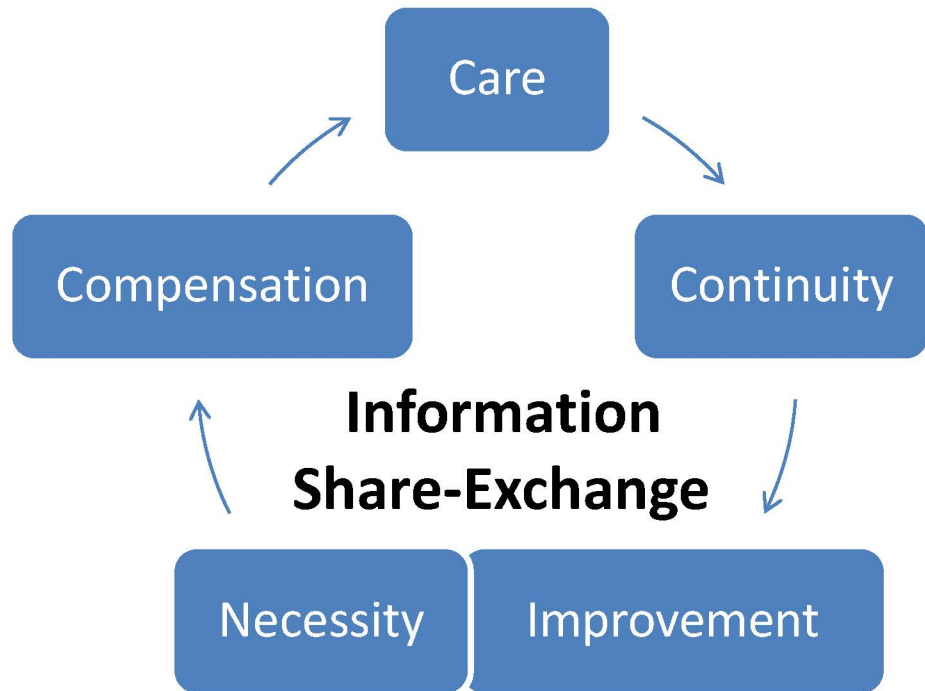 Care
Compensation
Continuity
Information
Share-Exchange
Necessity
Improvement